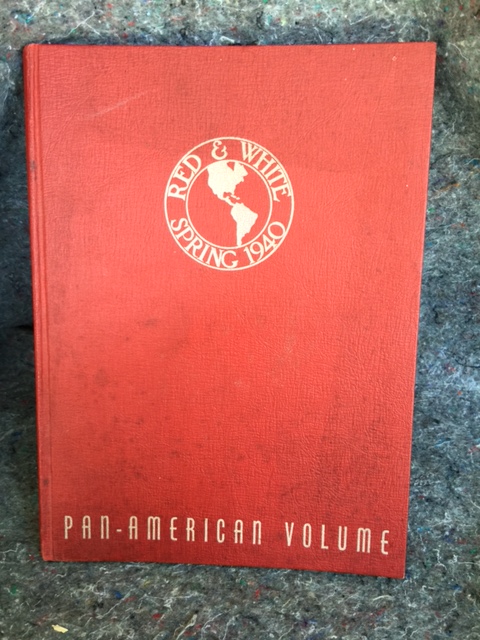 RED & WHITE
SPRING 1940
PAN-AMERICAN VOLUME